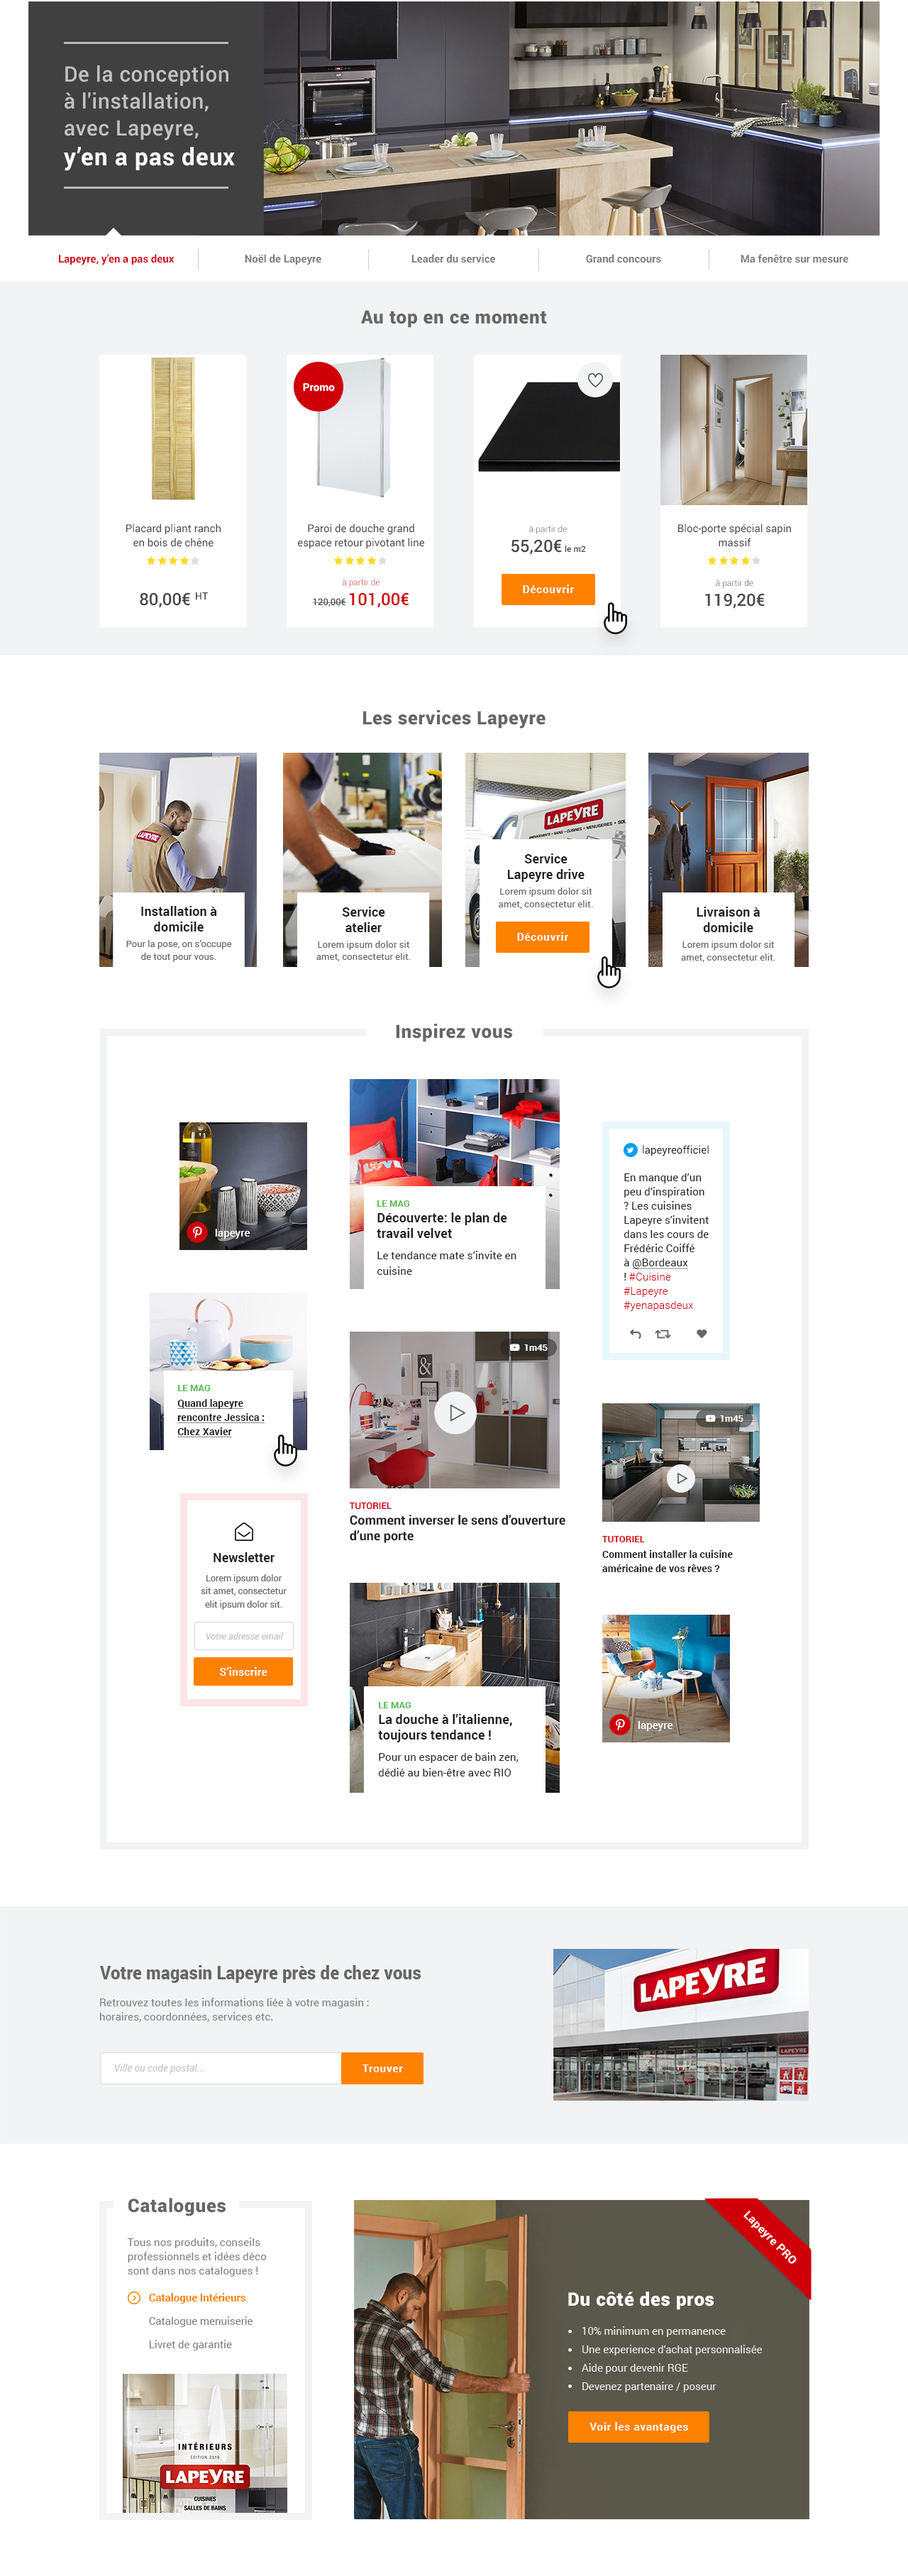 De la conception
à l'installation,
avec Lapeyre,
y'en a pas deux
Lapeyre, y'en a pas deux
Noël de Lapeyre
Leader du service
Grand concours
Ma fenêtre sur mesure
Au top en ce moment
Placard pliant ranch
en bois de chêne
80,00€ HT
Promo
Paroi de douche grand
espace retour pivotant line
à partir de
120,00€ 101,00€
à partir de
55,20€ le m2
Découvrir
Bloc-porte spécial sapin
massif
à partir de
119,20€
Les services Lapeyre
LAPEYRE
Installation à
domicile
Pour la pose, on s'occupe
de tout pour vous.
Service
atelier
Lorem ipsum dolor sit
amet, consectetur elit.
LAPEYRE
Service
Lapeyre drive
Lorem ipsum dolor sit
amet, consectetur elit.
Découvrir
Livraison à
domicile
Lorem ipsum dolor sit
amet, consectetur elit.
Inspirez vous
lapeyre
LE MAG
Quand lapeyre
rencontre Jessica :
Chez Xavier
Newsletter
Lorem ipsum dolor
sit amet, consectetur
elit ipsum dolor sit.
Votre adresse email
S'inscrire
LE MAG
Découverte: le plan de
travail velvet
Le tendance mate s'invite en
cuisine
&
1m45
TUTORIEL
Comment inverser le sens d'ouverture
d'une porte
LE MAG
La douche à l'italienne,
toujours tendance !
Pour un espacer de bain zen,
dédié au bien-être avec RIO
lapeyreofficiel
En manque d'un
peu d'inspiration
? Les cuisines
Lapeyre s'invitent
dans les cours de
Frédéric Coiffé
à @Bordeaux
! #Cuisine
#Lapeyre
#yenapasdeux
1m45
TUTORIEL
Comment installer la cuisine
américaine de vos rêves ?
lapeyre
Votre magasin Lapeyre près de chez vous
Retrouvez toutes les informations liée à votre magasin :
horaires, coordonnées, services etc.
Ville ou code postal...
Trouver
LAPEYRE
LAPEYRE
Catalogues
Tous nos produits, conseils
professionnels et idées déco
sont dans nos catalogues !
Catalogue Intérieurs
Catalogue menuiserie
Livret de garantie
INTÉRIEURS
ÉDITION 2016
LAPEYRE
CUISINES
SALLES DE BAINS
Lapeyre PRO
Du côté des pros
10% minimum en permanence
Une experience d'achat personnalisée
Aide pour devenir RGE
Devenez partenaire / poseur
Voir les avantages